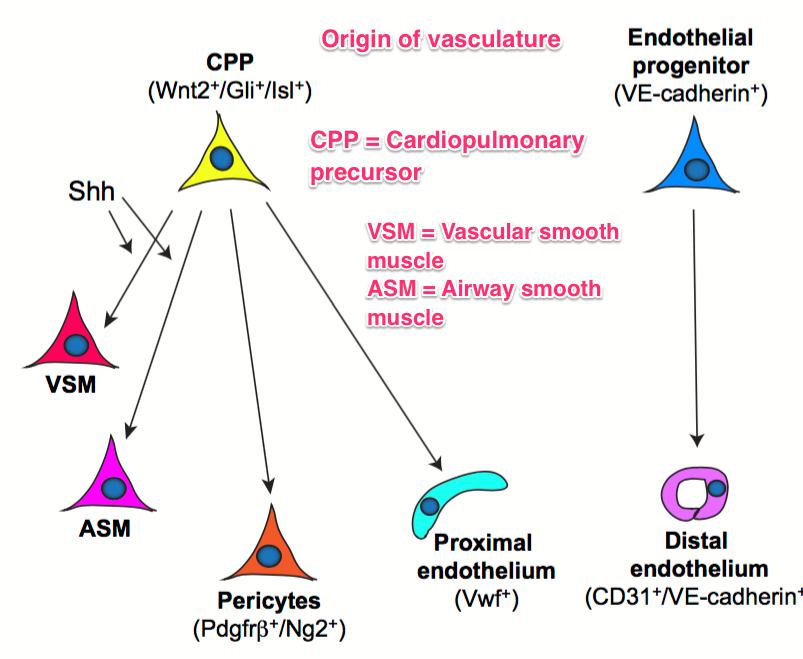 Origin of vasculature
CPP
(Wnt2⁺/Gli⁺/Isl⁺)
Endothelial
progenitor
(VE-cadherin⁺)
CPP = Cardiopulmonary
precursor
Shh
VSM = Vascular smooth
muscle
ASM = Airway smooth
muscle
VSM
ASM
Pericytes
(Pdgfrβ⁺/Ng2⁺)
Proximal
endothelium
(Vwf⁺)
Distal
endothelium
(CD31⁺/VE-cadherin⁺